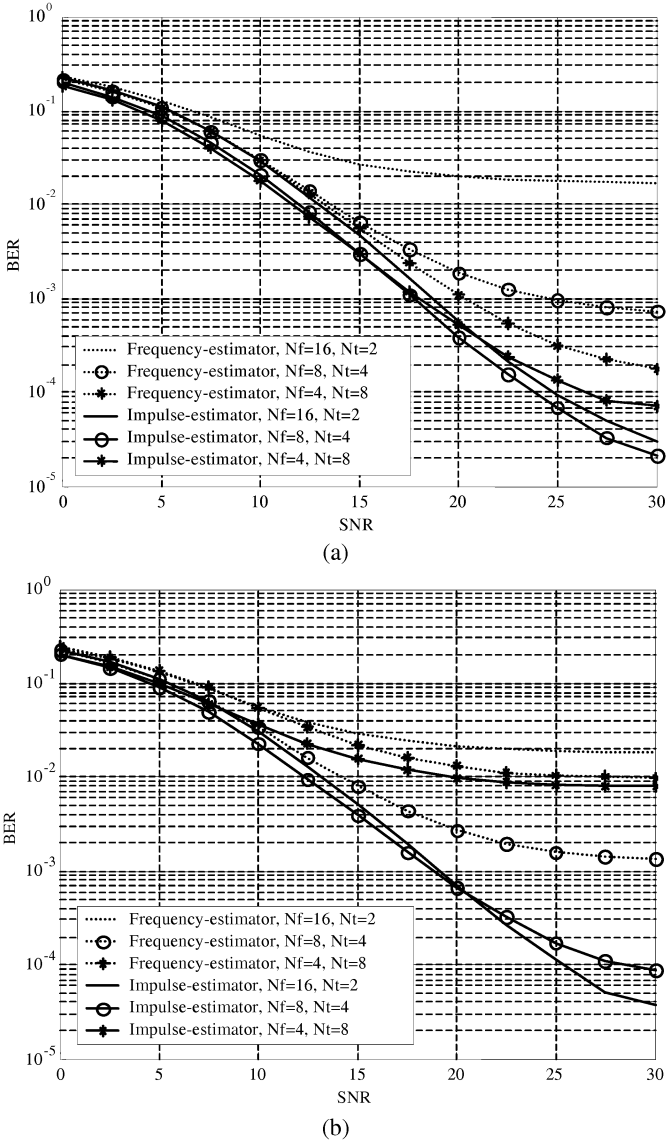 10^0
10^-1
10^-2
10^-3
10^-4
10^-5
BER
Frequency-estimator, Nf=16, Nt=2
Frequency-estimator, Nf=8, Nt=4
Frequency-estimator, Nf=4, Nt=8
Impulse-estimator, Nf=16, Nt=2
Impulse-estimator, Nf=8, Nt=4
Impulse-estimator, Nf=4, Nt=8
0 5 10 15 20 25 30
SNR
(a)
10^0
10^-1
10^-2
10^-3
10^-4
10^-5
BER
Frequency-estimator, Nf=16, Nt=2
Frequency-estimator, Nf=8, Nt=4
Frequency-estimator, Nf=4, Nt=8
Impulse-estimator, Nf=16, Nt=2
Impulse-estimator, Nf=8, Nt=4
Impulse-estimator, Nf=4, Nt=8
0 5 10 15 20 25 30
SNR
(b)